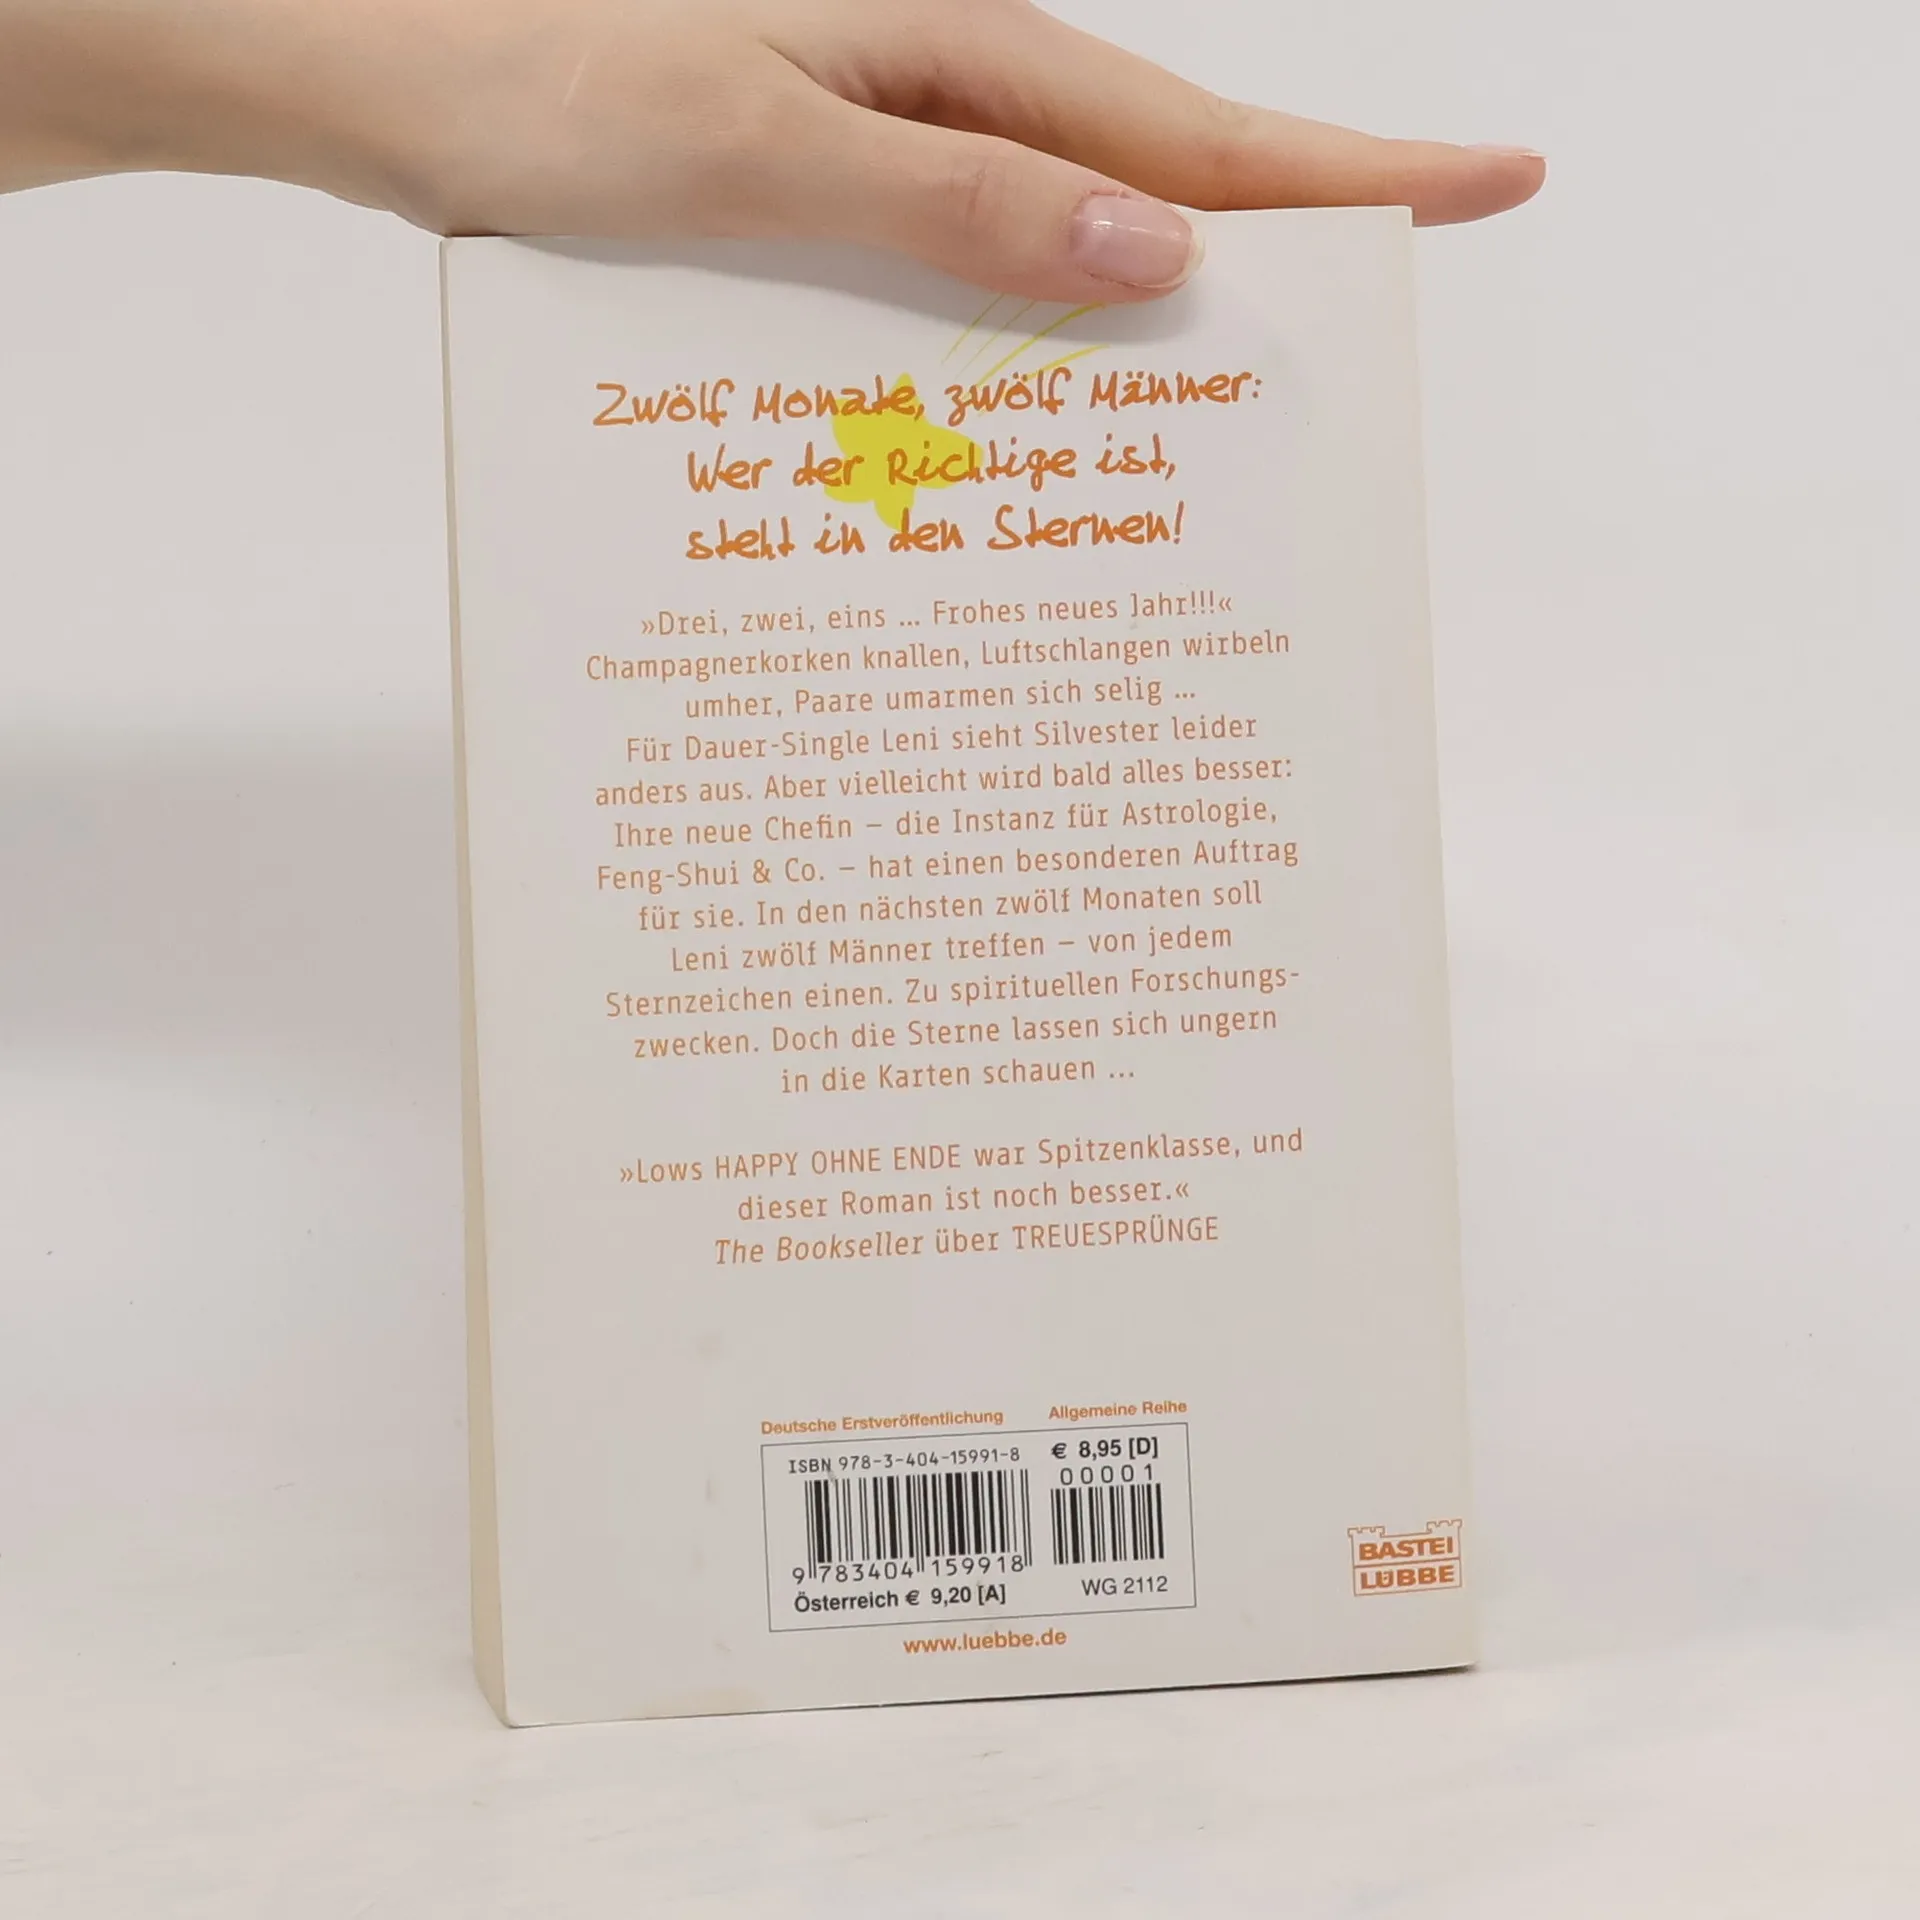 Zwölf Monate, zwölf Männer:
Wer der Richtige ist,
steht in den Sternen!
»Drei, zwei, eins ... Frohes neues Jahr!!!«
Champagnerkorken knallen, Luftschlangen wirbeln
umher, Paare umarmen sich selig ...
Für Dauer-Single Leni sieht Silvester leider
anders aus. Aber vielleicht wird bald alles besser:
Ihre neue Chefin – die Instanz für Astrologie,
Feng-Shui & Co. – hat einen besonderen Auftrag
für sie. In den nächsten zwölf Monaten soll
Leni zwölf Männer treffen – von jedem
Sternzeichen einen. Zu spirituellen Forschungs-
zwecken. Doch die Sterne lassen sich ungern
in die Karten schauen ...
»Lows HAPPY OHNE ENDE war Spitzenklasse, und
dieser Roman ist noch besser.«
The Bookseller über TREUESPRÜNGE
Deutsche Erstveröffentlichung Allgemeine Reihe
ISBN 978-3-404-15991-8 € 8,95 [D]
00001
9 783404 159918
Österreich € 9,20 [A] WG 2112
www.luebbe.de
BASTEI
LÜBBE